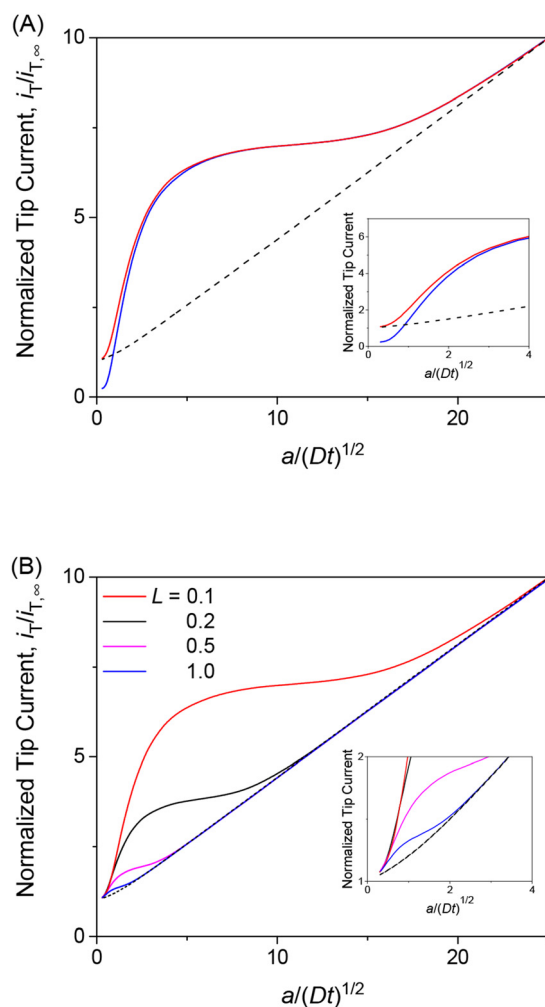 (A)
10
5
0
0
10
20
Normalized Tip Current, iT/iT,∞
a/(Dt)1/2
6
4
2
0
0
2
4
Normalized Tip Current
a/(Dt)1/2
(B)
10
5
0
0
10
20
Normalized Tip Current, iT/iT,∞
a/(Dt)1/2
L = 0.1
0.2
0.5
1.0
2
1
0
2
4
Normalized Tip Current
a/(Dt)1/2